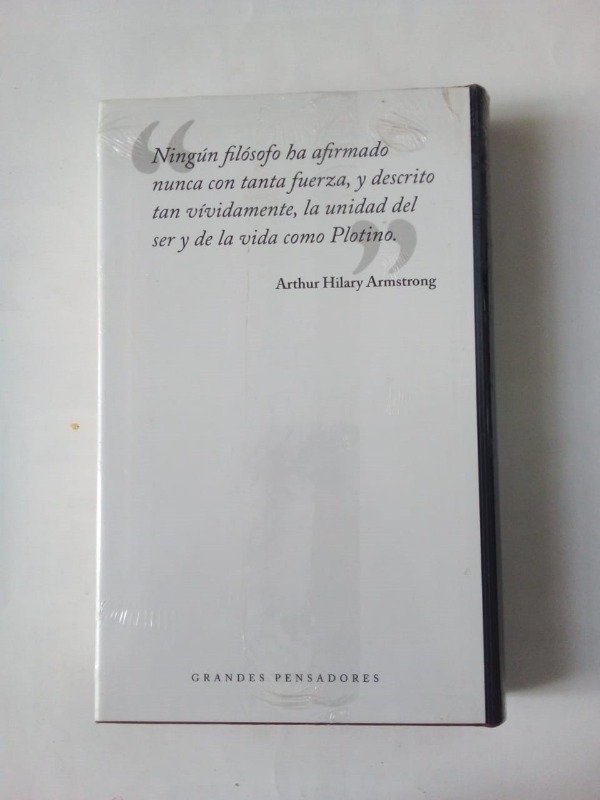 “
Ningún filósofo ha afirmado
nunca con tanta fuerza, y descrito
tan vívidamente, la unidad del
ser y de la vida como Plotino.
”
Arthur Hilary Armstrong
GRANDES PENSADORES